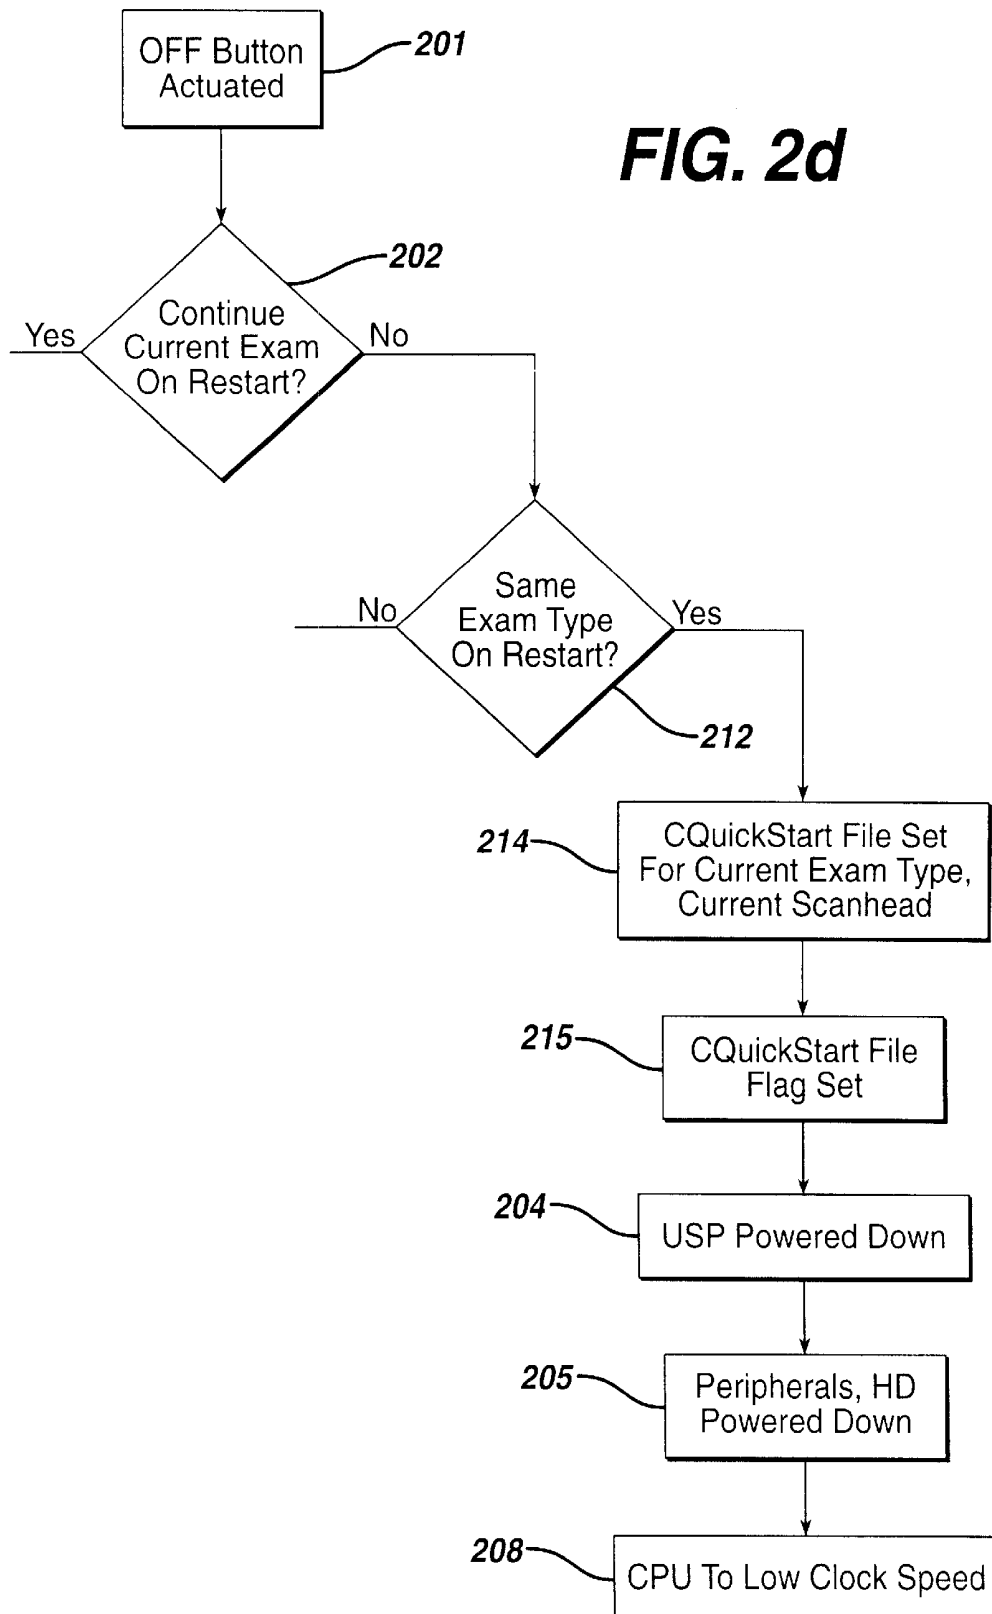 OFF Button
Actuated
201
FIG. 2d
202
Continue
Current Exam
On Restart?
Yes
No
Same
Exam Type
On Restart?
No
Yes
212
214
CQuickStart File Set
For Current Exam Type,
Current Scanhead
215
CQuickStart File
Flag Set
204
USP Powered Down
205
Peripherals, HD
Powered Down
208
CPU To Low Clock Speed